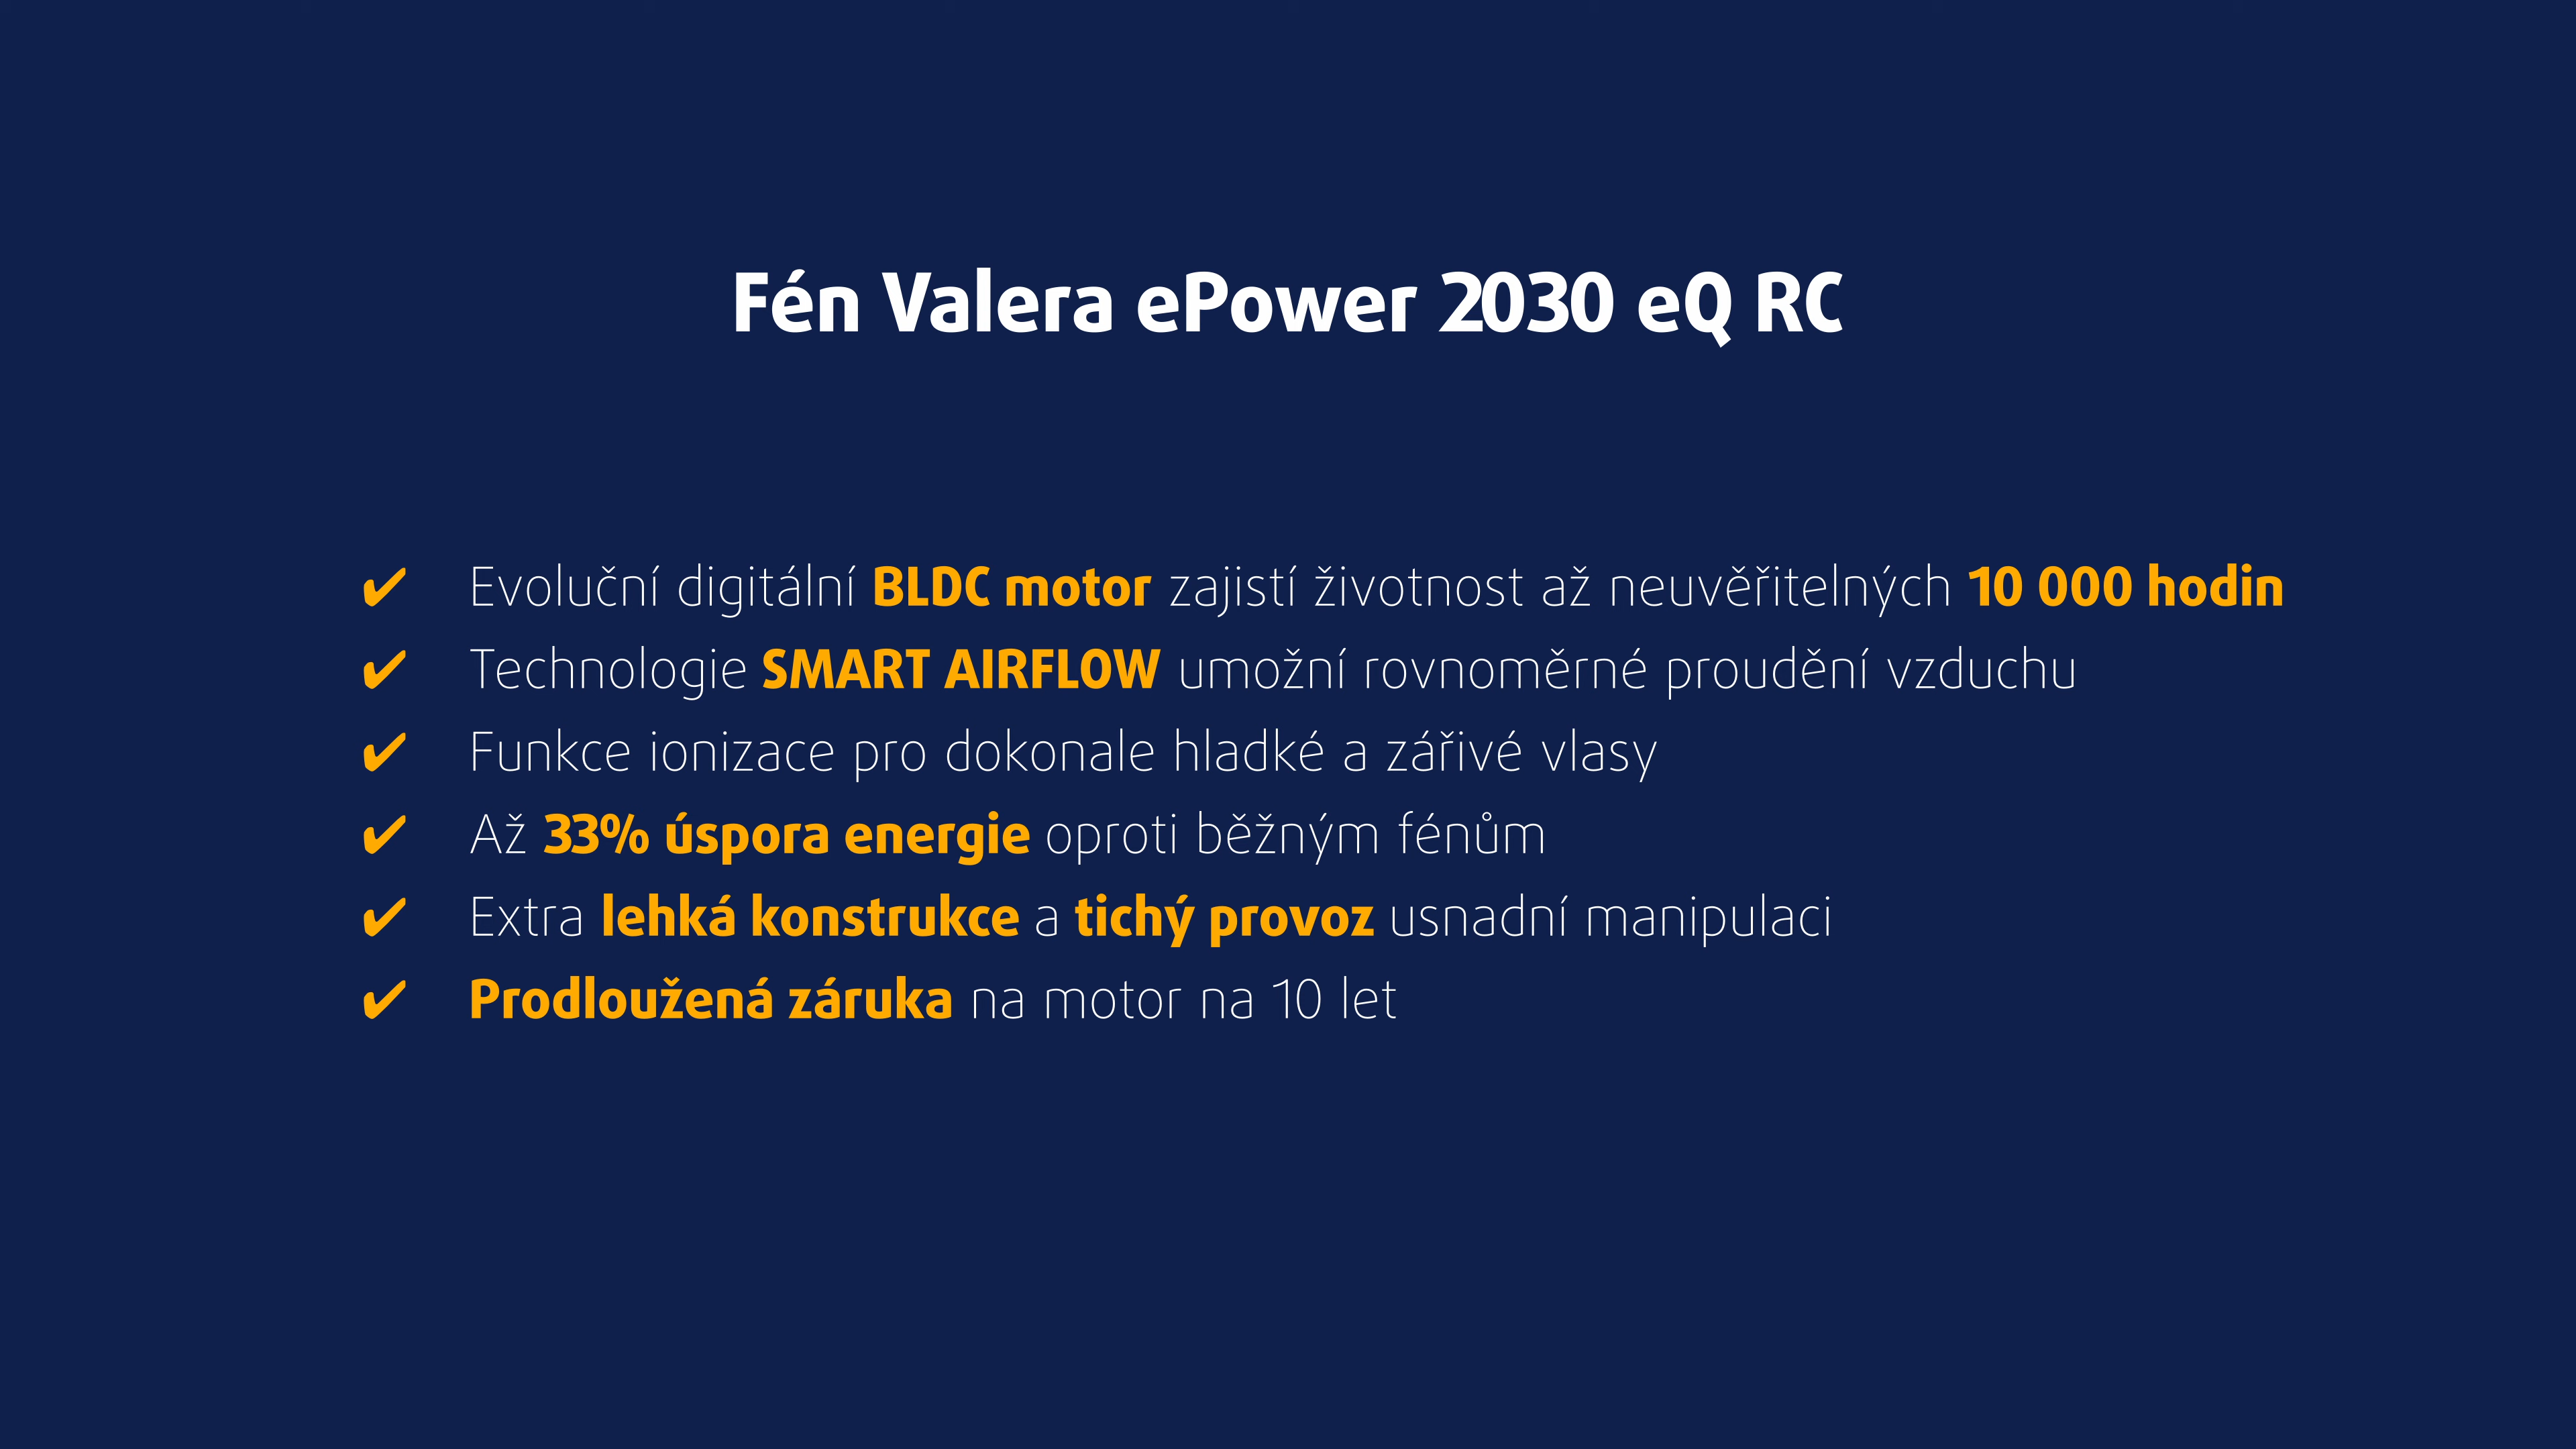 Fén Valera ePower 2030 eQ RC
✔ Evoluční digitální BLDC motor zajistí životnost až neuvěřitelných 10 000 hodin
✔ Technologie SMART AIRFLOW umožní rovnoměrné proudění vzduchu
✔ Funkce ionizace pro dokonale hladké a zářivé vlasy
✔ Až 33% úspora energie oproti běžným fénům
✔ Extra lehká konstrukce a tichý provoz usnadní manipulaci
✔ Prodloužená záruka na motor na 10 let